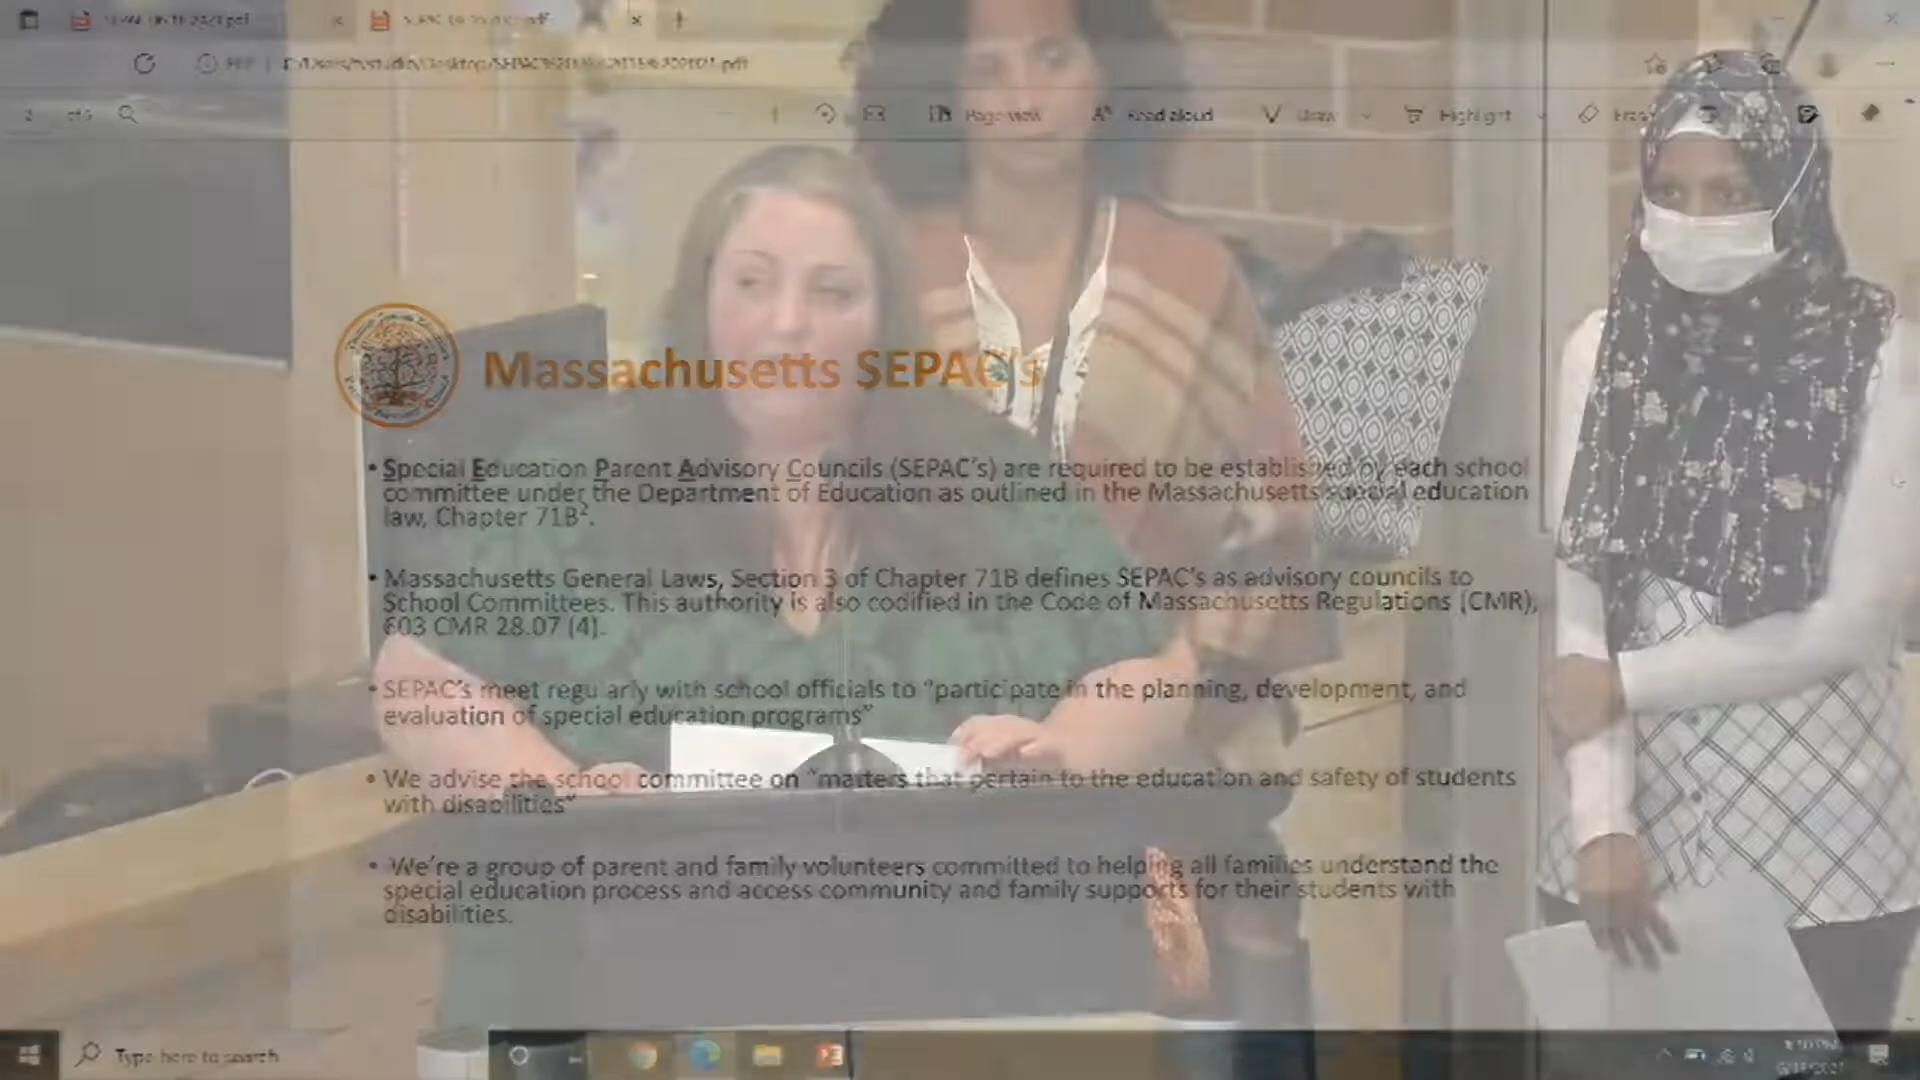 Page view
Read aloud
Draw
Highlight
Massachusetts SEPAC's
• Special Education Parent Advisory Councils (SEPAC's) are required to be established by each school
committee under the Department of Education as outlined in the Massachusetts special education
law, Chapter 71B².
• Massachusetts General Laws, Section 3 of Chapter 71B defines SEPAC's as advisory councils to
School Committees. This authority is also codified in the Code of Massachusetts Regulations (CMR),
603 CMR 28.07 (4).
• SEPAC's meet regularly with school officials to "participate in the planning, development, and
evaluation of special education programs"
• We advise the school committee on "matters that pertain to the education and safety of students
with disabilities"
• We're a group of parent and family volunteers committed to helping all families understand the
special education process and access community and family supports for their students with
disabilities.
Type here to search